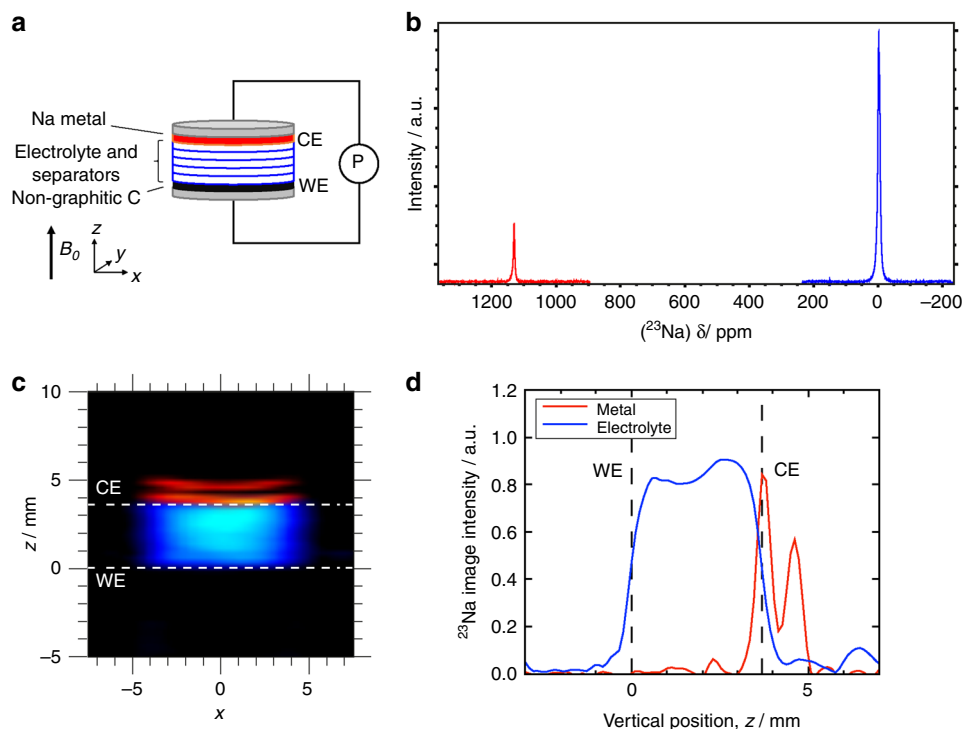 a
Na metal
Electrolyte and
separators
Non-graphitic C
CE
WE
P
B0
z
y
x
b
Intensity / a.u.
1200 1000 800 600 400 200 0 –200
(²³Na) δ/ ppm
c
10
5
0
–5
z / mm
CE
WE
–5 0 5
x
d
1.2
1.0
0.8
0.6
0.4
0.2
0.0
²³Na image intensity / a.u.
Metal
Electrolyte
WE
CE
0 5
Vertical position, z / mm